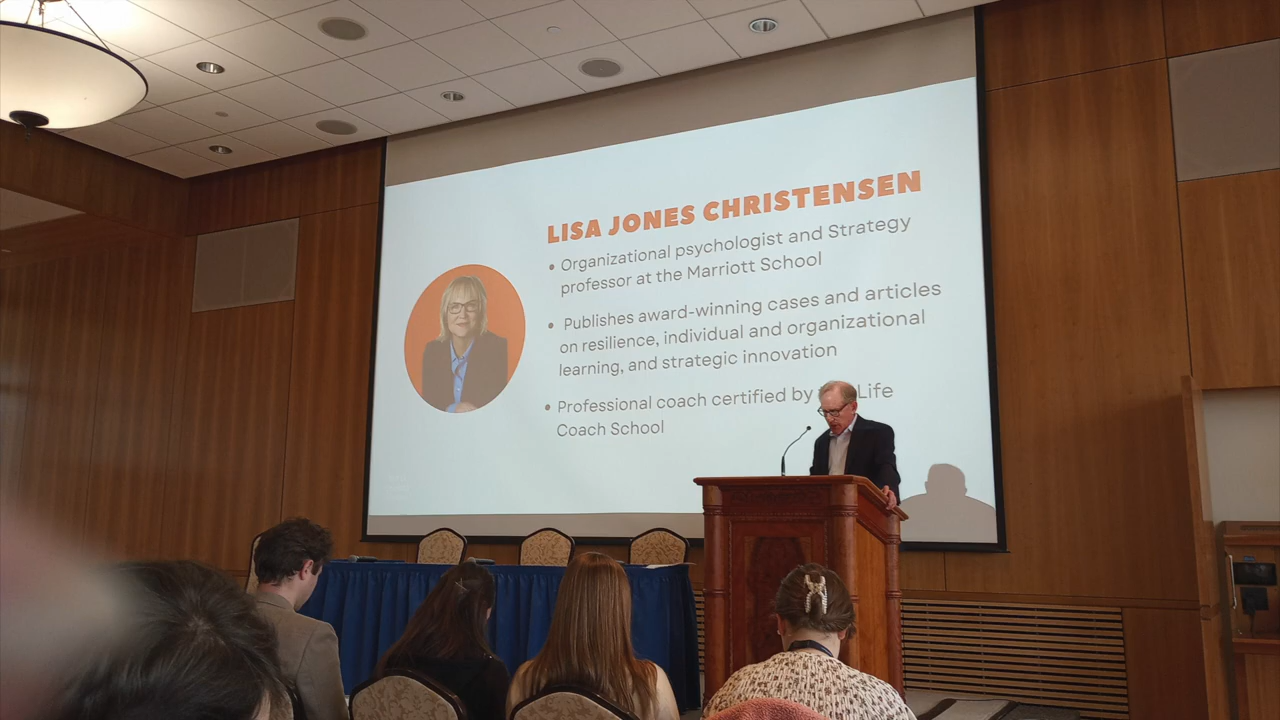 LISA JONES CHRISTENSEN
• Organizational psychologist and Strategy
professor at the Marriott School
• Publishes award-winning cases and articles
on resilience, individual and organizational
learning, and strategic innovation
• Professional coach certified by Life
Coach School